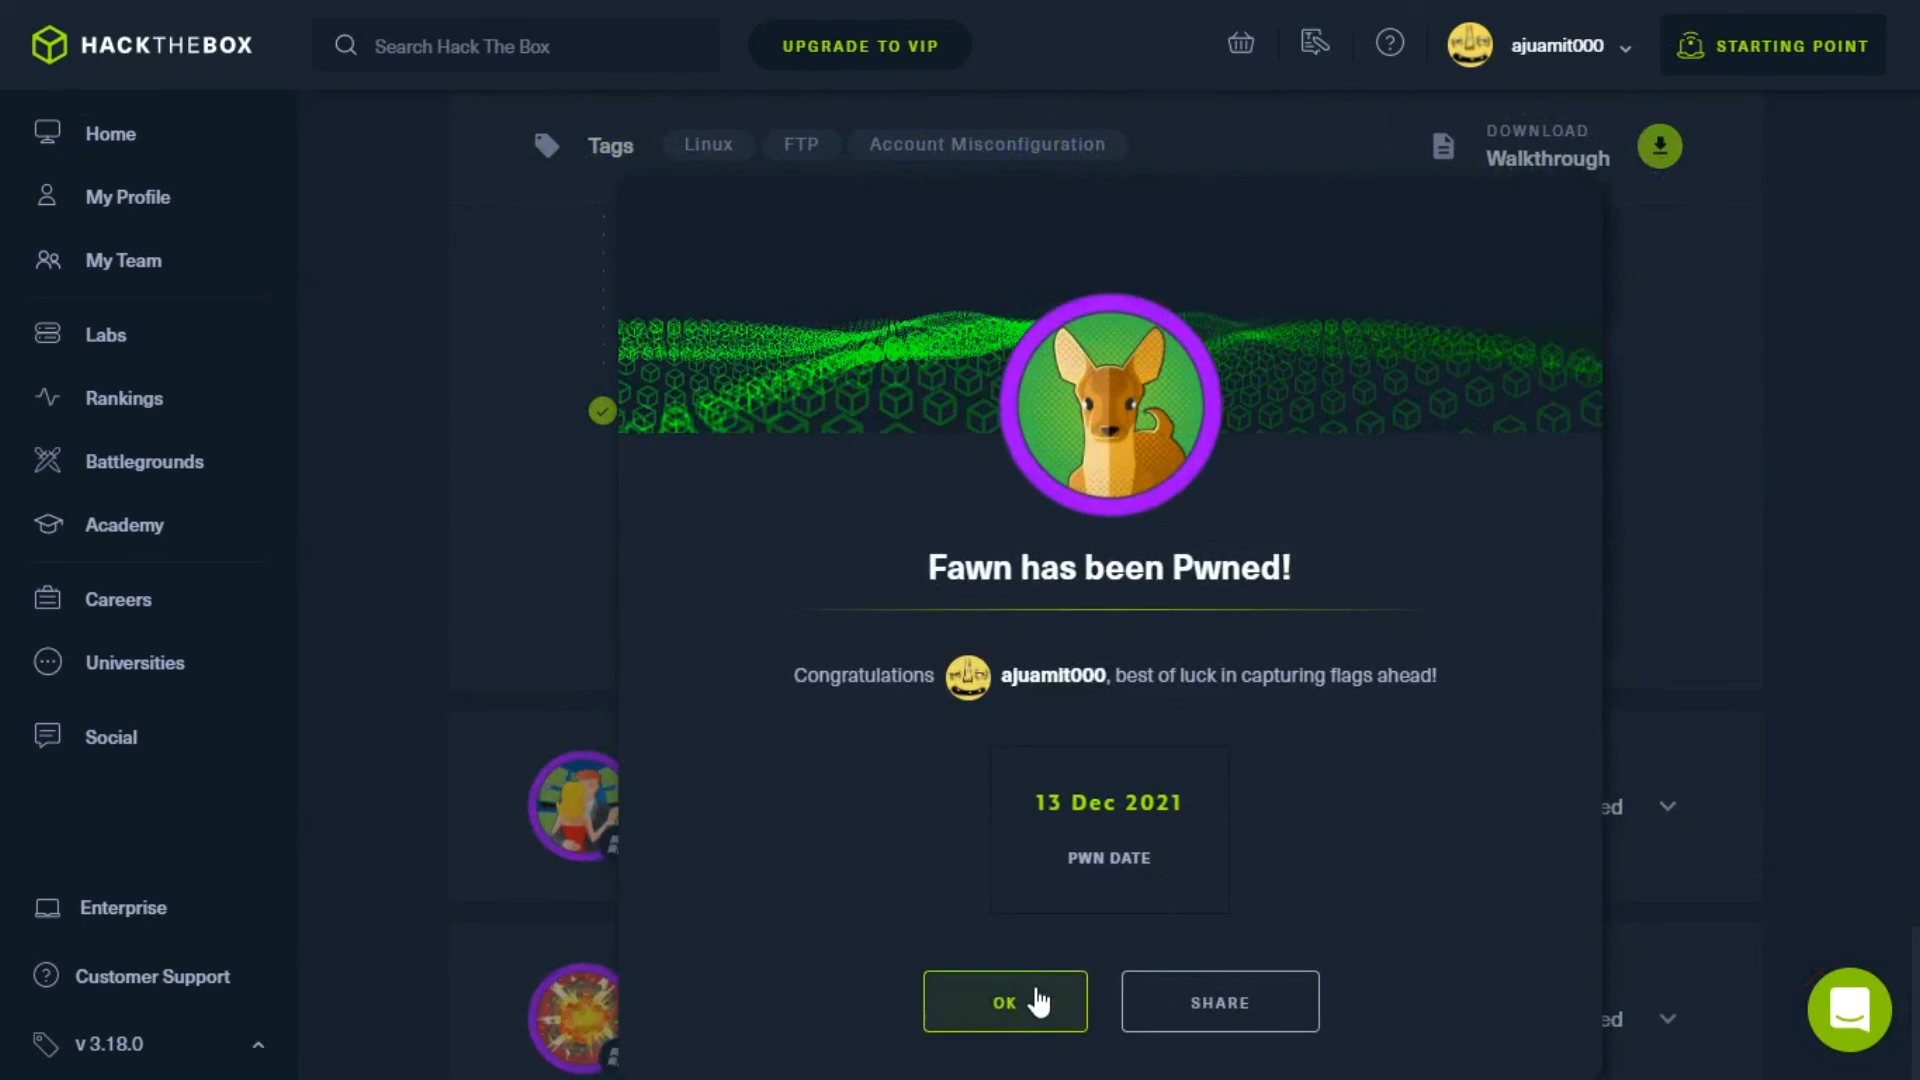 HACKTHEBOX
Search Hack The Box
UPGRADE TO VIP
ajuamit000
STARTING POINT
Home
My Profile
My Team
Labs
Rankings
Battlegrounds
Academy
Careers
Universities
Social
Enterprise
Customer Support
v 3.18.0
Tags
Linux
FTP
Account Misconfiguration
DOWNLOAD
Walkthrough
Fawn has been Pwned!
Congratulations ajuamit000, best of luck in capturing flags ahead!
13 Dec 2021
PWN DATE
ed
ed
OK
SHARE